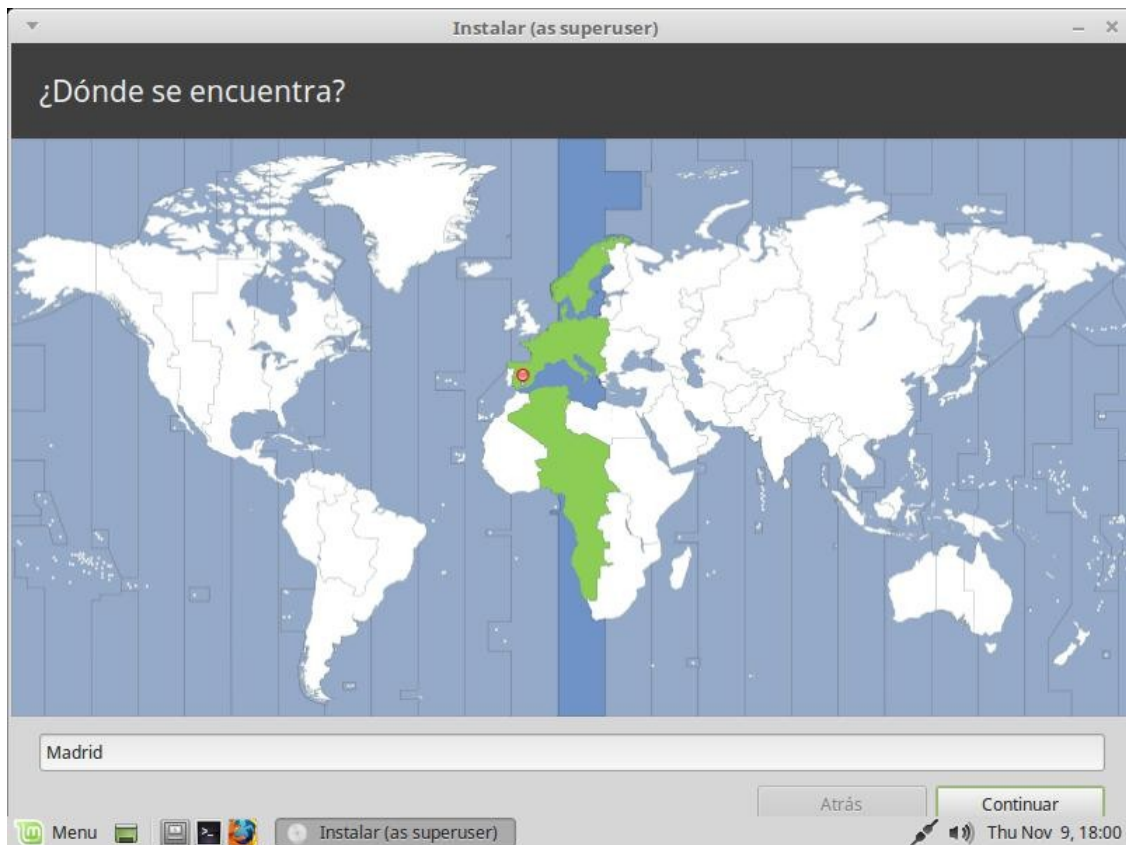 Instalar (as superuser)
¿Dónde se encuentra?
Madrid
Atrás
Continuar
Menu
Instalar (as superuser)
Thu Nov 9, 18:00